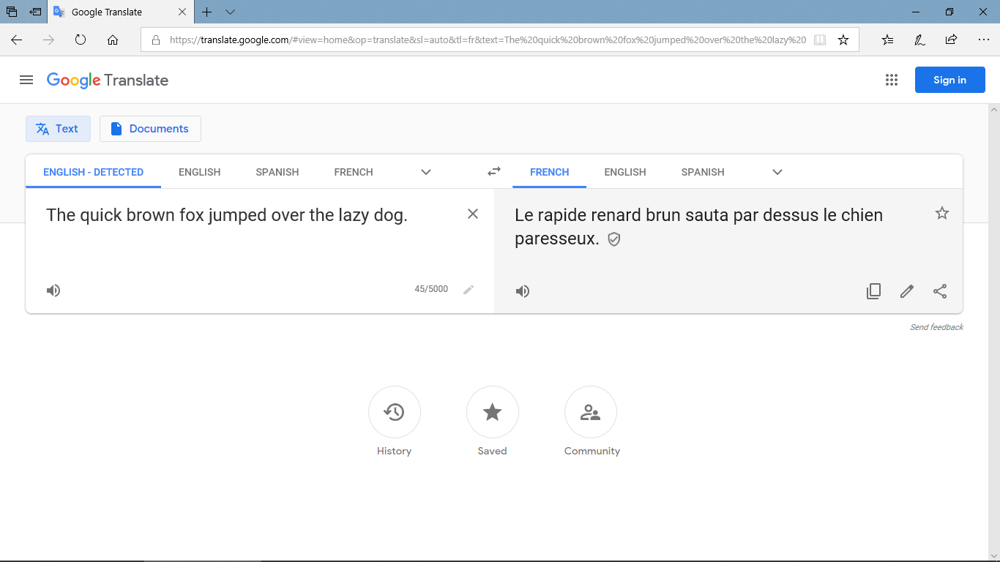 Google Translate
https://translate.google.com/#view=home&op=translate&sl=auto&tl=fr&text=The%20quick%20brown%20fox%20jumped%20over%20the%20lazy%20
Google Translate
Sign in
Text
Documents
ENGLISH - DETECTED ENGLISH SPANISH FRENCH
FRENCH ENGLISH SPANISH
The quick brown fox jumped over the lazy dog.
45/5000
Le rapide renard brun sauta par dessus le chien
paresseux.
Send feedback
History
Saved
Community